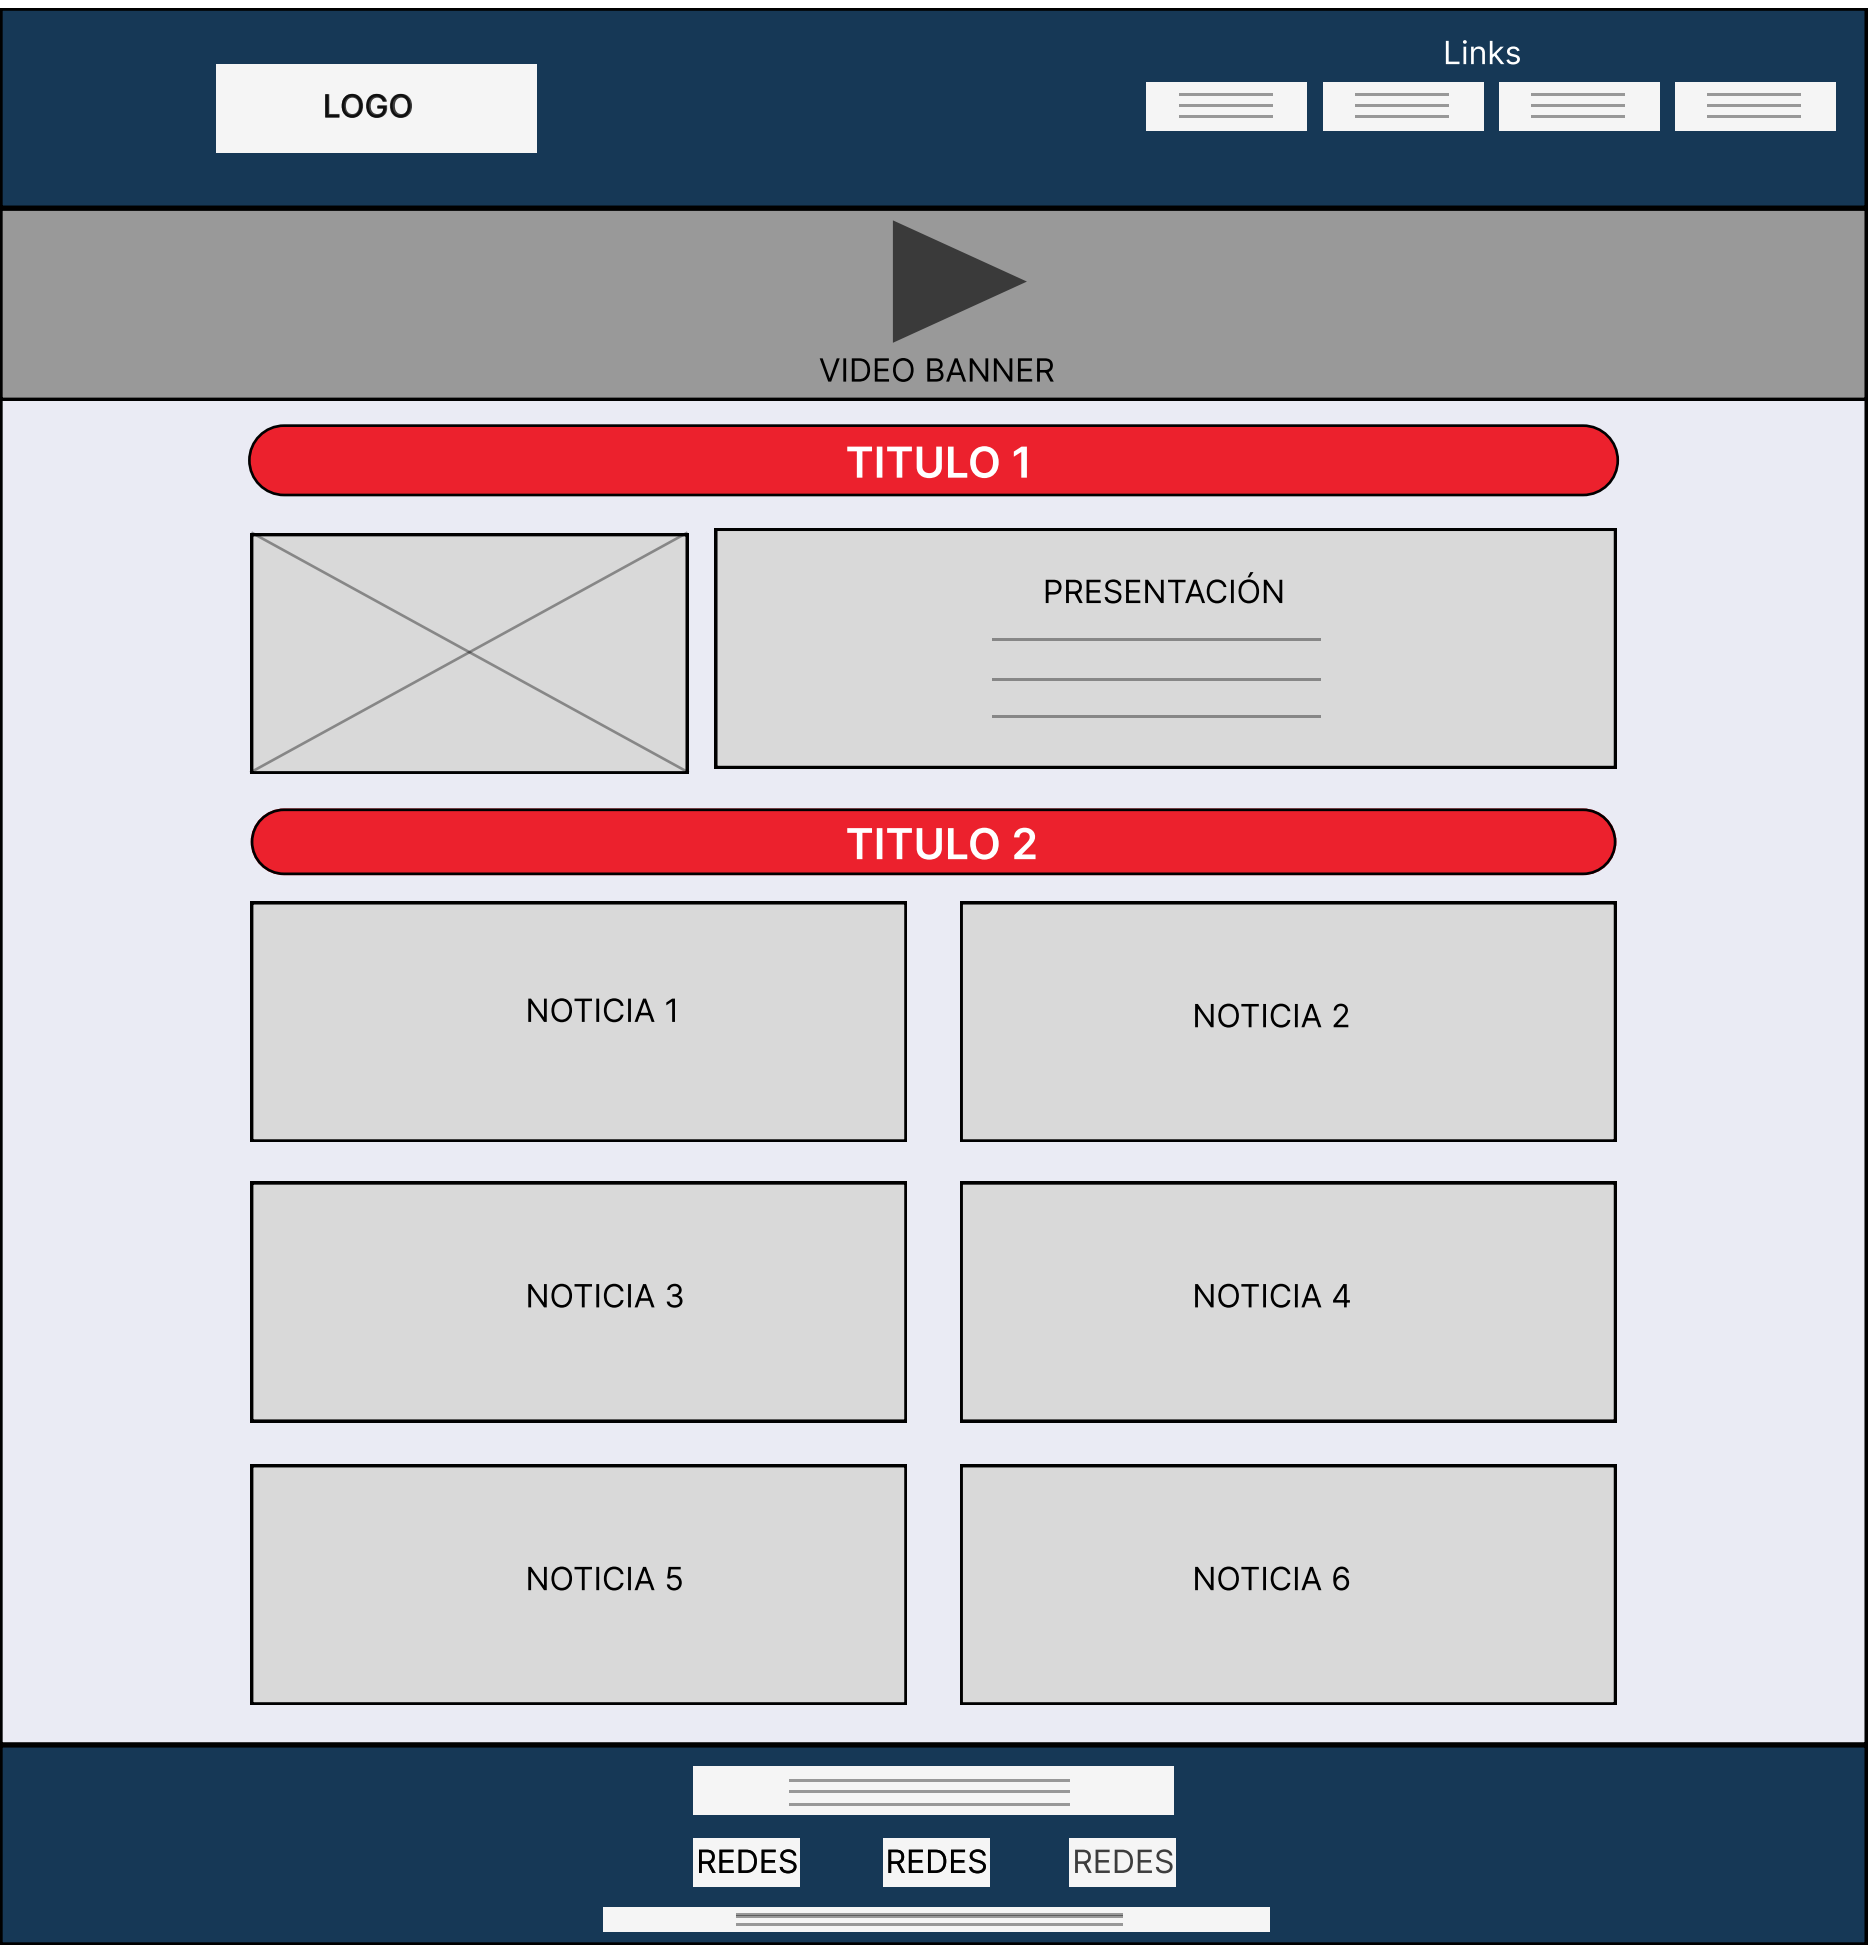 Links
LOGO
VIDEO BANNER
TITULO 1
PRESENTACIÓN
TITULO 2
NOTICIA 1
NOTICIA 2
NOTICIA 3
NOTICIA 4
NOTICIA 5
NOTICIA 6
REDES
REDES
REDES